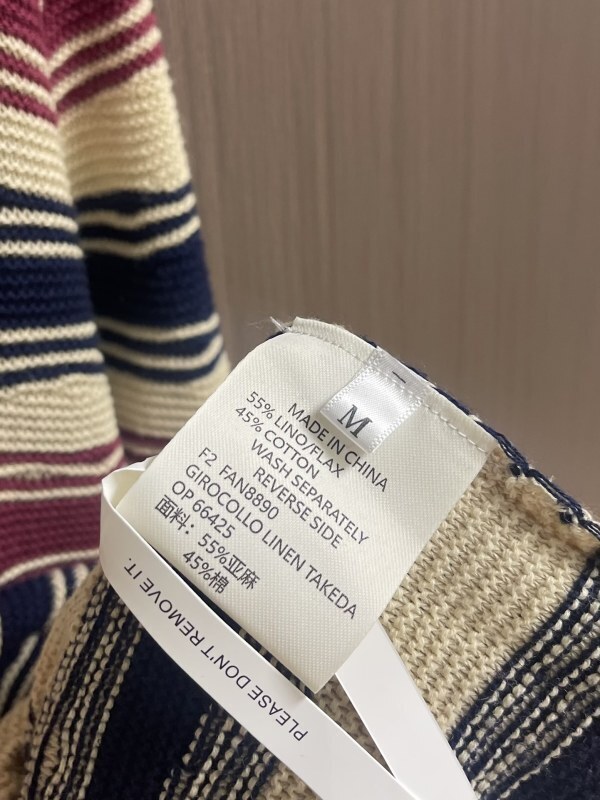 M
MADE IN CHINA
55% LINO/FLAX
45% COTTON
WASH SEPARATELY
REVERSE SIDE
F2 FAN8890
GIROCOLLO LINEN TAKEDA
OP 66425
面料：55%亚麻
45%棉
PLEASE DON'T REMOVE IT.